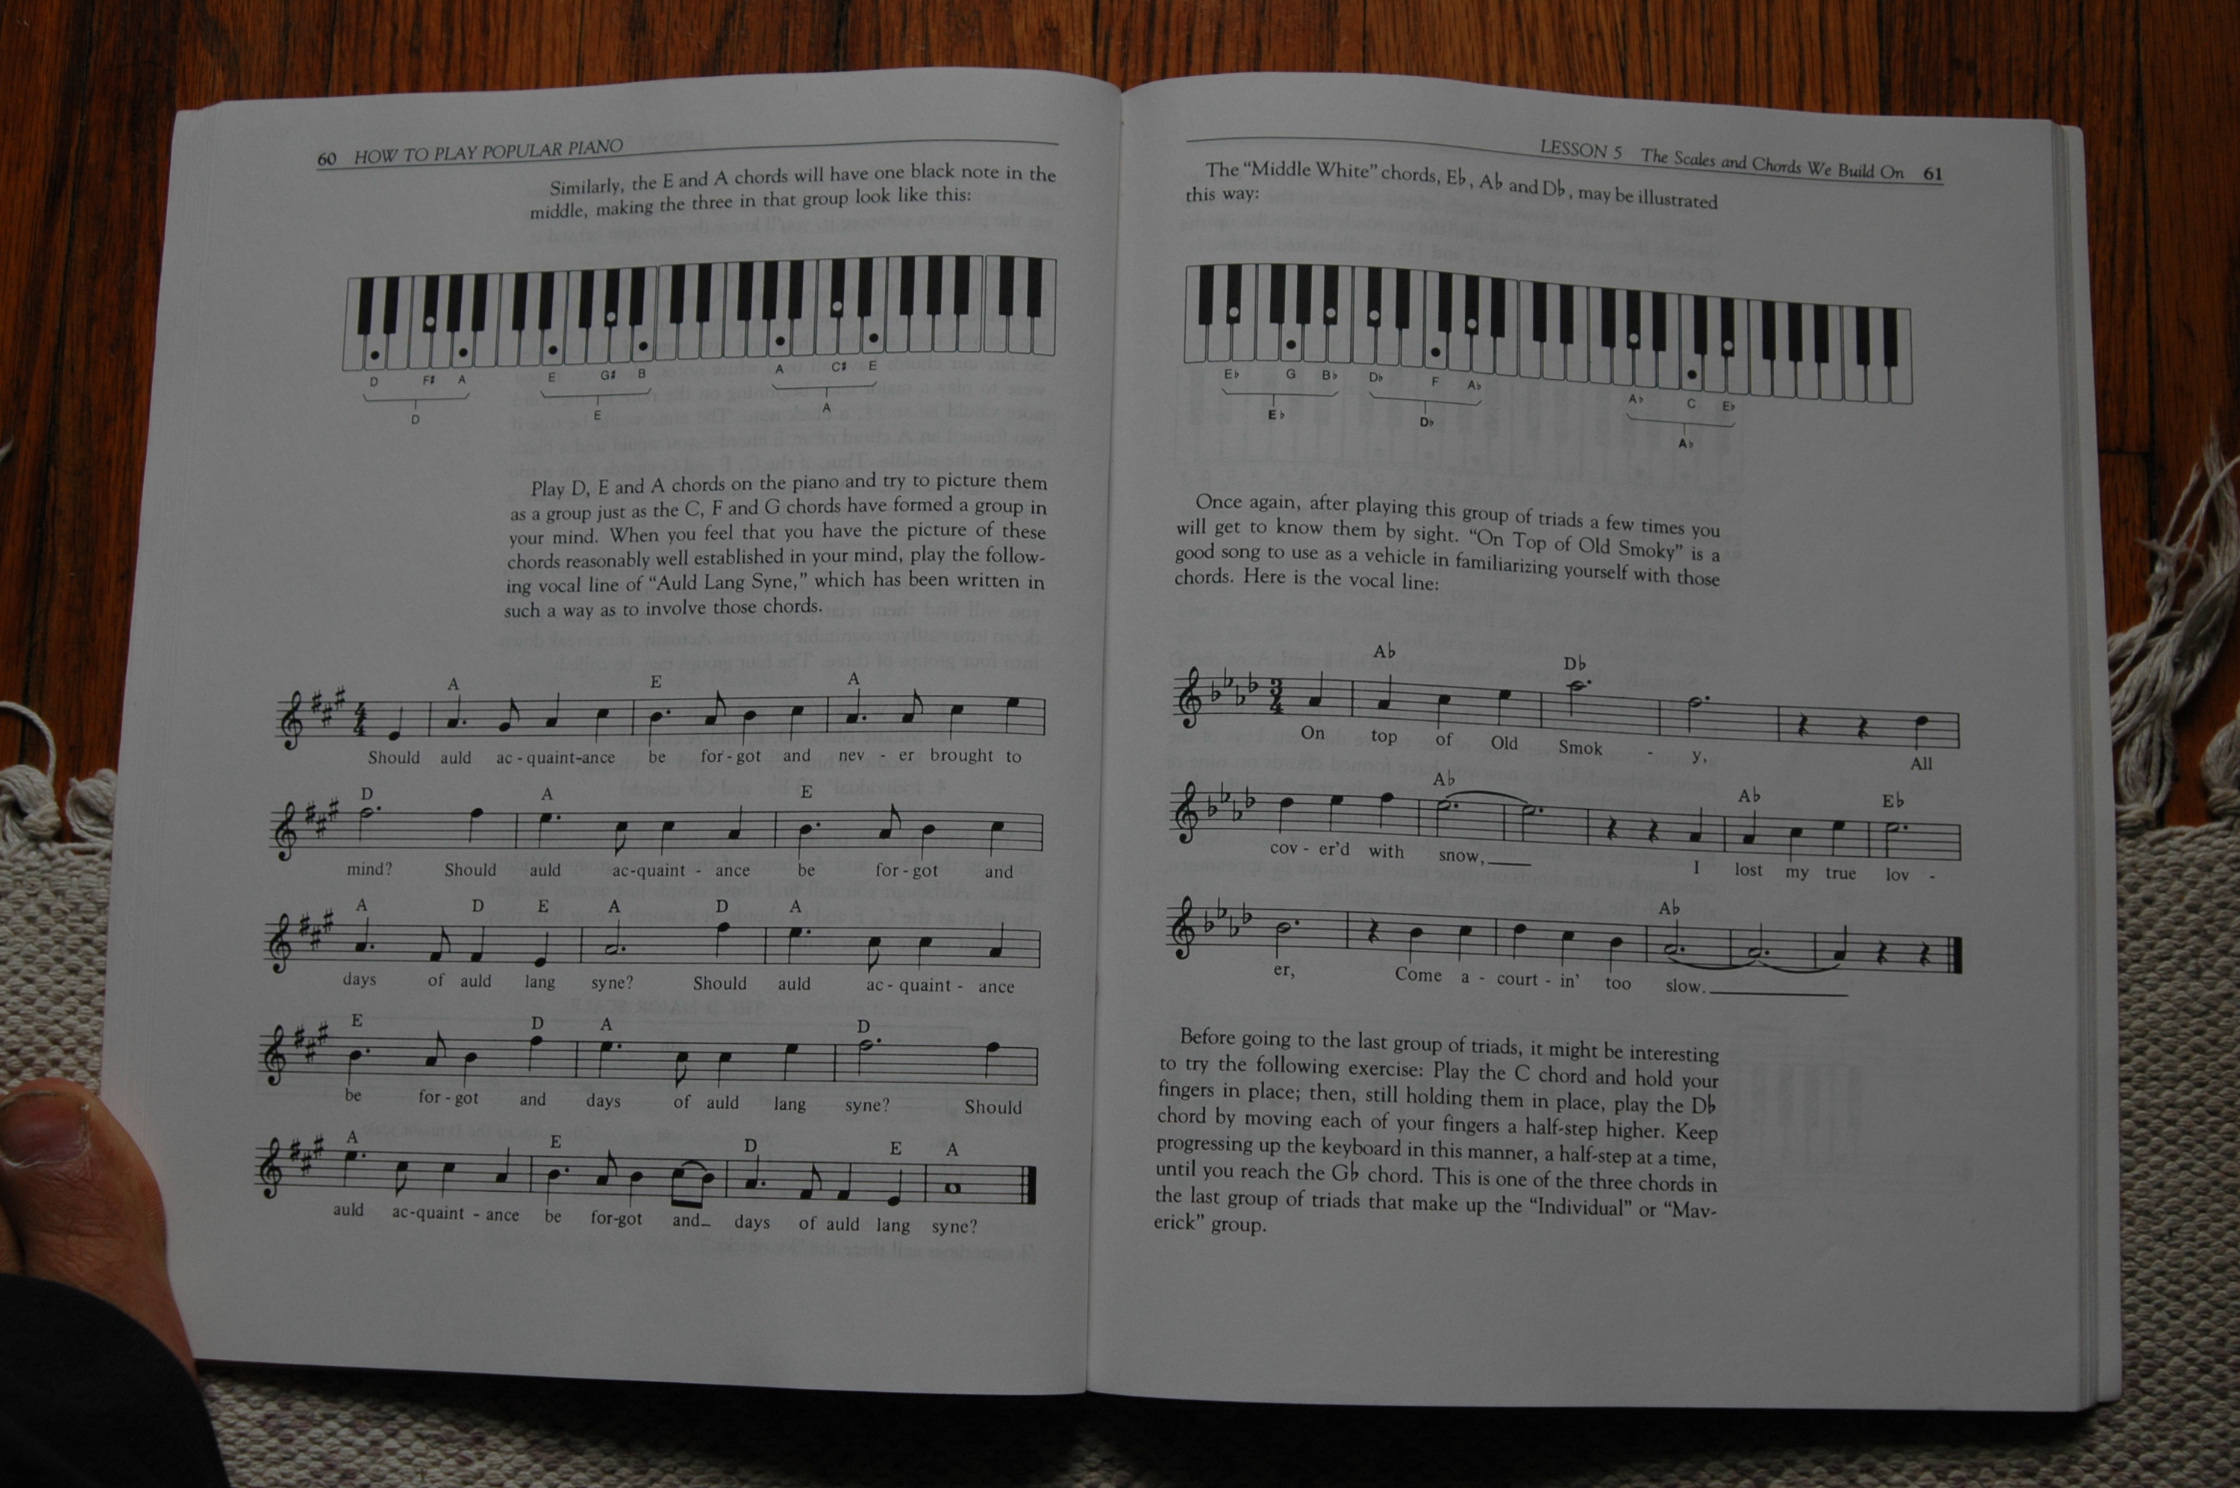 60 HOW TO PLAY POPULAR PIANO
Similarly, the E and A chords will have one black note in the
middle, making the three in that group look like this:
D F♯ A E G♯ B A C♯ E
D E A
Play D, E and A chords on the piano and try to picture them
as a group just as the C, F and G chords have formed a group in
your mind. When you feel that you have the picture of these
chords reasonably well established in your mind, play the follow-
ing vocal line of “Auld Lang Syne,” which has been written in
such a way as to involve those chords.
A E A
4 4
Should auld ac - quaint-ance be for - got and nev - er brought to
D A E
mind? Should auld ac-quaint - ance be for - got and
A D E A D A
days of auld lang syne? Should auld ac - quaint - ance
E D A D
be for - got and days of auld lang syne? Should
A E D E A
auld ac-quaint - ance be for-got and_ days of auld lang syne?
LESSON 5 The Scales and Chords We Build On 61
The “Middle White” chords, E♭, A♭ and D♭, may be illustrated
this way:
E♭ G B♭ D♭ F A♭ A♭ C E♭
E♭ D♭ A♭
Once again, after playing this group of triads a few times you
will get to know them by sight. “On Top of Old Smoky” is a
good song to use as a vehicle in familiarizing yourself with those
chords. Here is the vocal line:
A♭ D♭
3 4
On top of Old Smok - y, All
A♭ A♭ E♭
cov - er’d with snow,___ I lost my true lov -
A♭
er, Come a - court - in’ too slow.___
Before going to the last group of triads, it might be interesting
to try the following exercise: Play the C chord and hold your
fingers in place; then, still holding them in place, play the D♭
chord by moving each of your fingers a half-step higher. Keep
progressing up the keyboard in this manner, a half-step at a time,
until you reach the G♭ chord. This is one of the three chords in
the last group of triads that make up the “Individual” or “Mav-
erick” group.